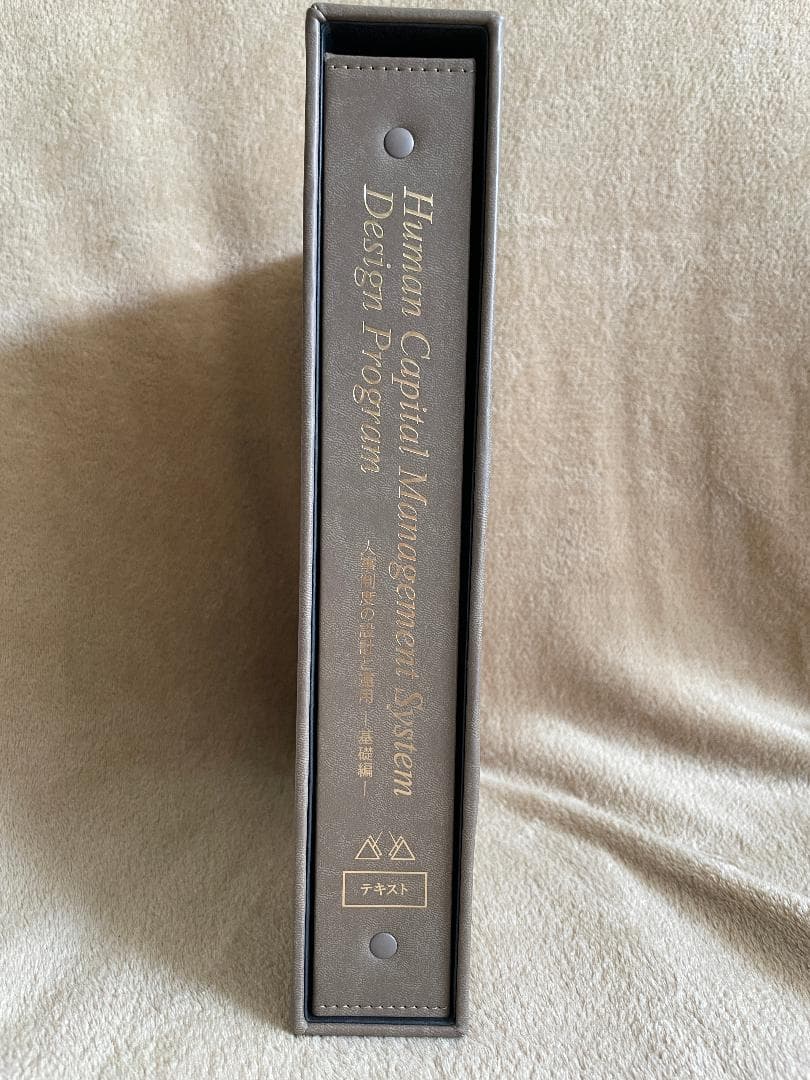 Human Capital Management System
Design Program
人事制度の設計と運用 ―基礎編―
テキスト